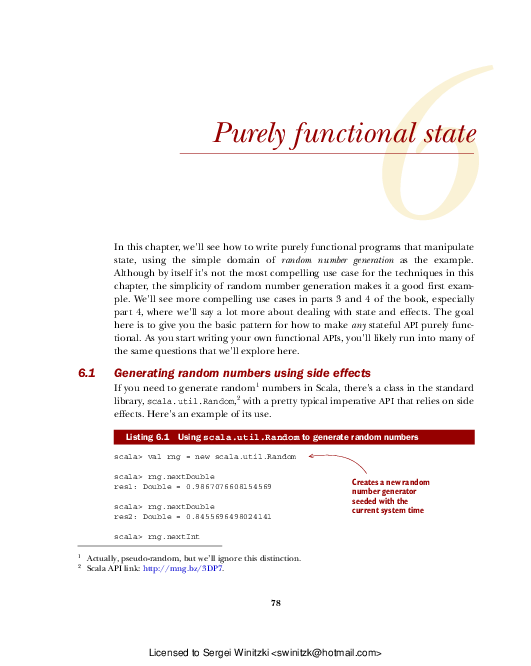 6
Purely functional state
In this chapter, we'll see how to write purely functional programs that manipulate
state, using the simple domain of random number generation as the example.
Although by itself it's not the most compelling use case for the techniques in this
chapter, the simplicity of random number generation makes it a good first exam-
ple. We'll see more compelling use cases in parts 3 and 4 of the book, especially
part 4, where we'll say a lot more about dealing with state and effects. The goal
here is to give you the basic pattern for how to make any stateful API purely func-
tional. As you start writing your own functional APIs, you'll likely run into many of
the same questions that we'll explore here.
6.1 Generating random numbers using side effects
If you need to generate random1 numbers in Scala, there's a class in the standard
library, scala.util.Random,2 with a pretty typical imperative API that relies on side
effects. Here's an example of its use.
Listing 6.1 Using scala.util.Random to generate random numbers
scala> val rng = new scala.util.Random
scala> rng.nextDouble
res1: Double = 0.9867076608154569
scala> rng.nextDouble
res2: Double = 0.8455696498024141
scala> rng.nextInt
Creates a new random
number generator
seeded with the
current system time
1 Actually, pseudo-random, but we'll ignore this distinction.
2 Scala API link: http://mng.bz/3DP7.
78
Licensed to Sergei Winitzki <swinitzk@hotmail.com>